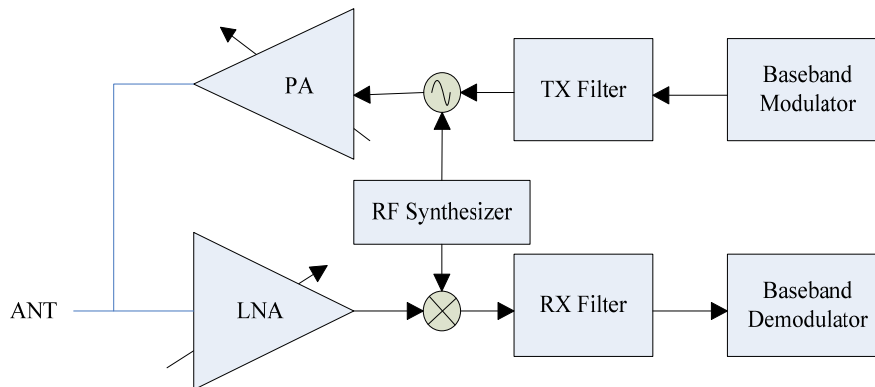 PA
TX Filter
Baseband
Modulator
RF Synthesizer
ANT
LNA
RX Filter
Baseband
Demodulator